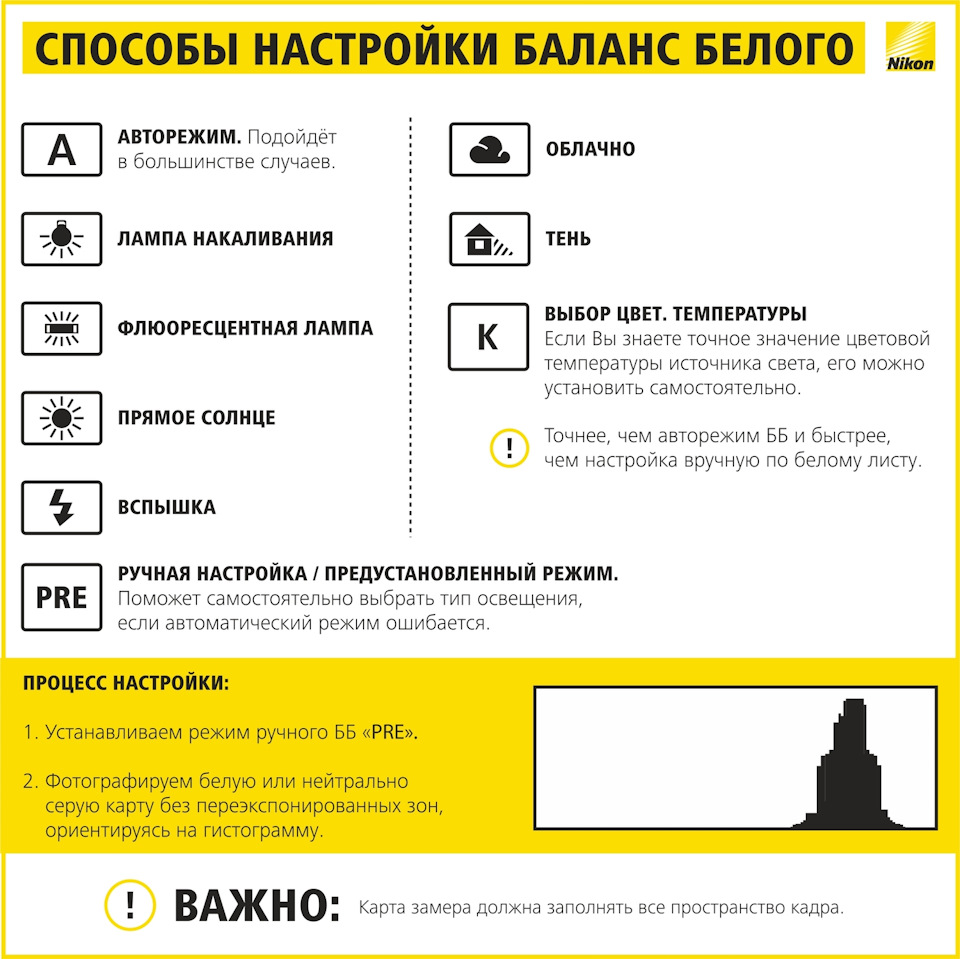 СПОСОБЫ НАСТРОЙКИ БАЛАНС БЕЛОГО
Nikon
A
АВТОРЕЖИМ. Подойдёт
в большинстве случаев.
ЛАМПА НАКАЛИВАНИЯ
ФЛЮОРЕСЦЕНТНАЯ ЛАМПА
ПРЯМОЕ СОЛНЦЕ
ВСПЫШКА
ОБЛАЧНО
ТЕНЬ
K
ВЫБОР ЦВЕТ. ТЕМПЕРАТУРЫ
Если Вы знаете точное значение цветовой
температуры источника света, его можно
установить самостоятельно.
!
Точнее, чем авторежим ББ и быстрее,
чем настройка вручную по белому листу.
PRE
РУЧНАЯ НАСТРОЙКА / ПРЕДУСТАНОВЛЕННЫЙ РЕЖИМ.
Поможет самостоятельно выбрать тип освещения,
если автоматический режим ошибается.
ПРОЦЕСС НАСТРОЙКИ:
1. Устанавливаем режим ручного ББ «PRE».
2. Фотографируем белую или нейтрально
серую карту без переэкспонированных зон,
ориентируясь на гистограмму.
!
ВАЖНО:
Карта замера должна заполнять все пространство кадра.